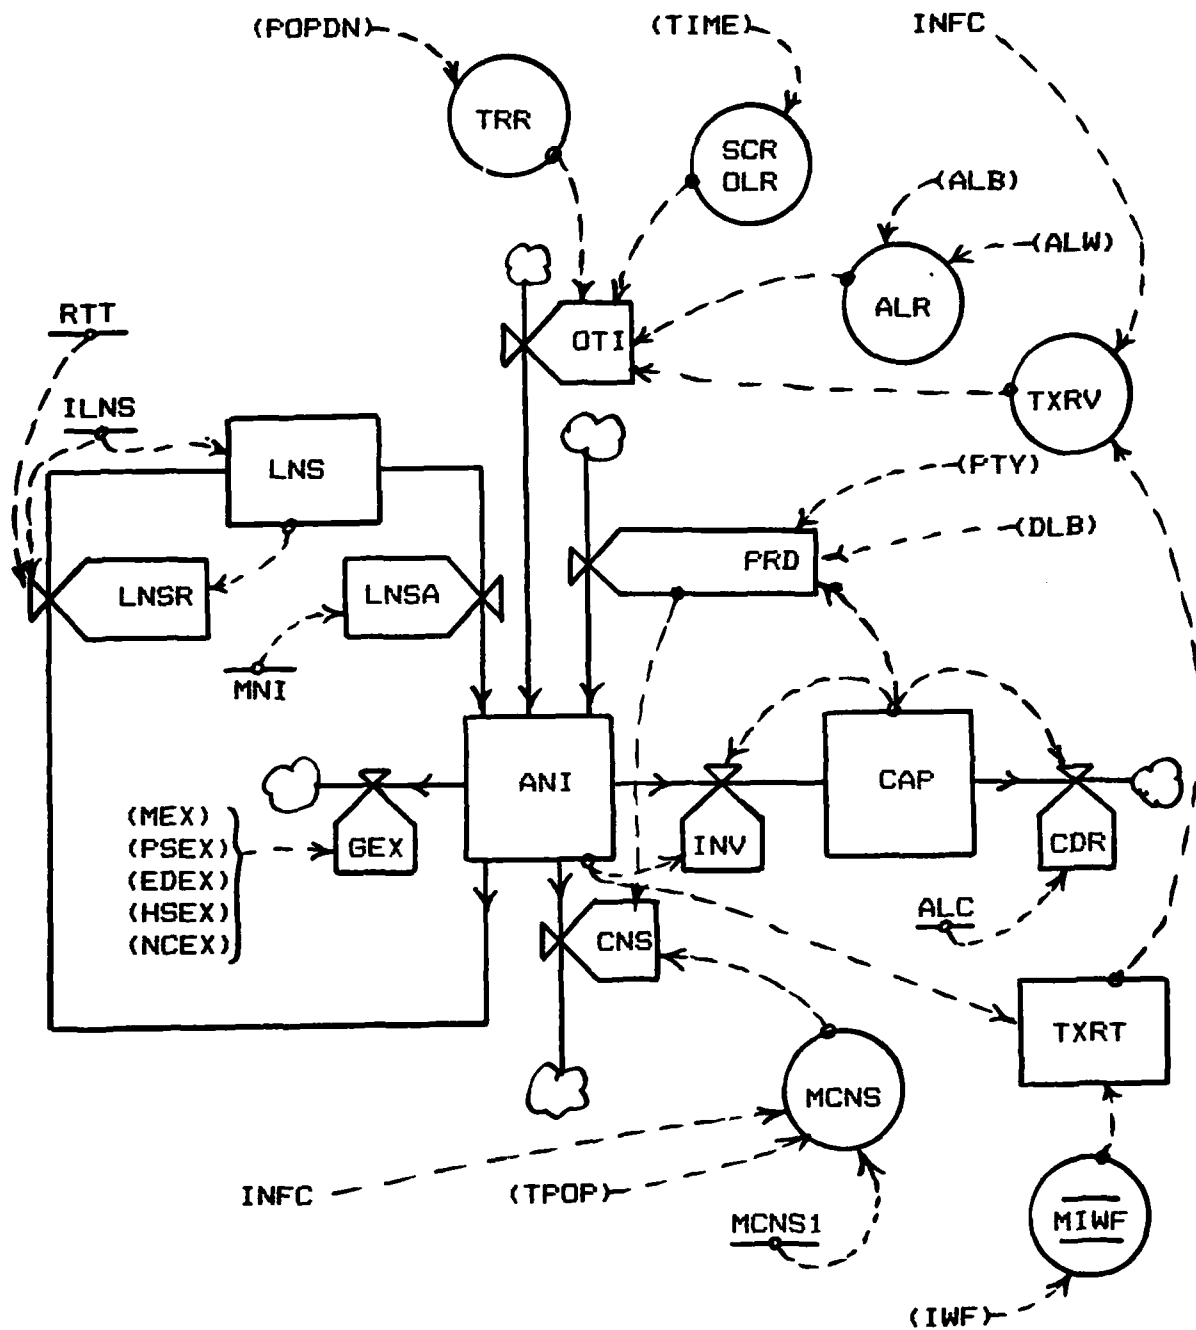 (POPDN)
(TIME)
INFC
TRR
SCR
OLR
(ALB)
(ALW)
ALR
RTT
OTI
ILNS
TXRV
LNS
(PTY)
(DLB)
PRD
LNSR
LNSA
MNI
ANI
CAP
(MEX)
(PSEX)
(EDEX)
(HSEX)
(NCEX)
GEX
INV
CDR
ALC
CNS
TXRT
MCNS
INFC
(TPOP)
MCNS1
MIWF
(IWF)